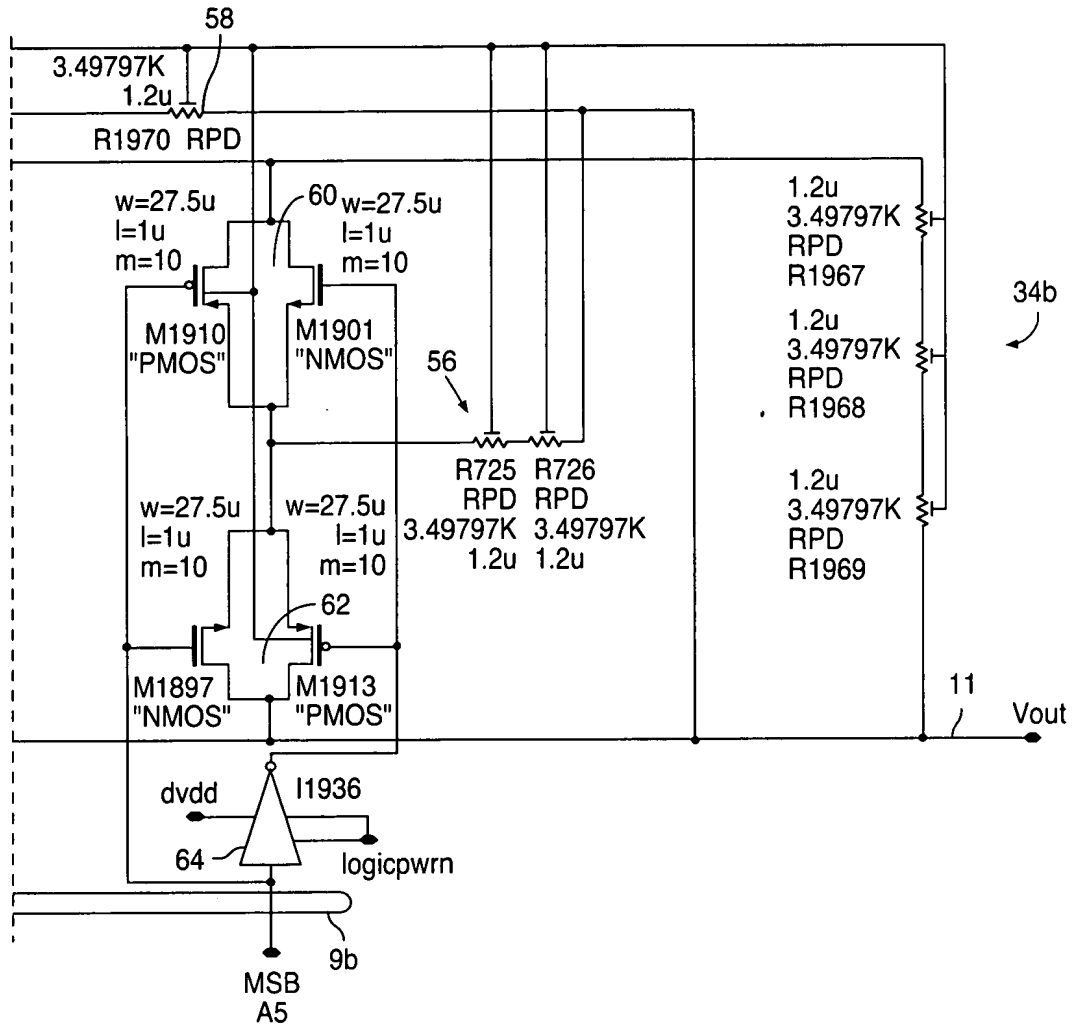 58
3.49797K
1.2u
R1970 RPD
w=27.5u
l=1u
m=10
60
w=27.5u
l=1u
m=10
M1910
"PMOS"
M1901
"NMOS"
56
R725
RPD
3.49797K
1.2u
R726
RPD
3.49797K
1.2u
1.2u
3.49797K
RPD
R1967
1.2u
3.49797K
RPD
R1968
1.2u
3.49797K
RPD
R1969
34b
w=27.5u
l=1u
m=10
w=27.5u
l=1u
m=10
62
M1897
"NMOS"
M1913
"PMOS"
11
Vout
dvdd
I1936
64
logicpwrn
9b
MSB
A5